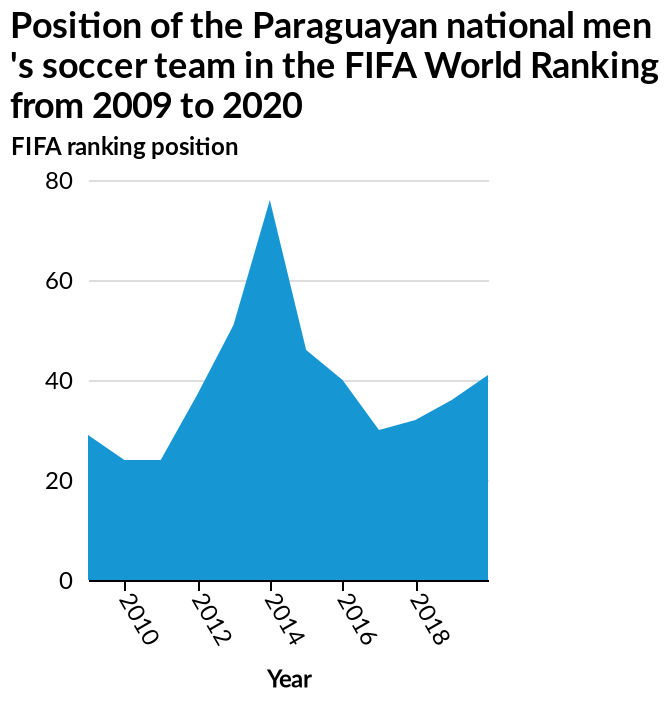 Position of the Paraguayan national men
's soccer team in the FIFA World Ranking
from 2009 to 2020
FIFA ranking position
80
60
40
20
0
2010
2012
2014
2016
2018
Year